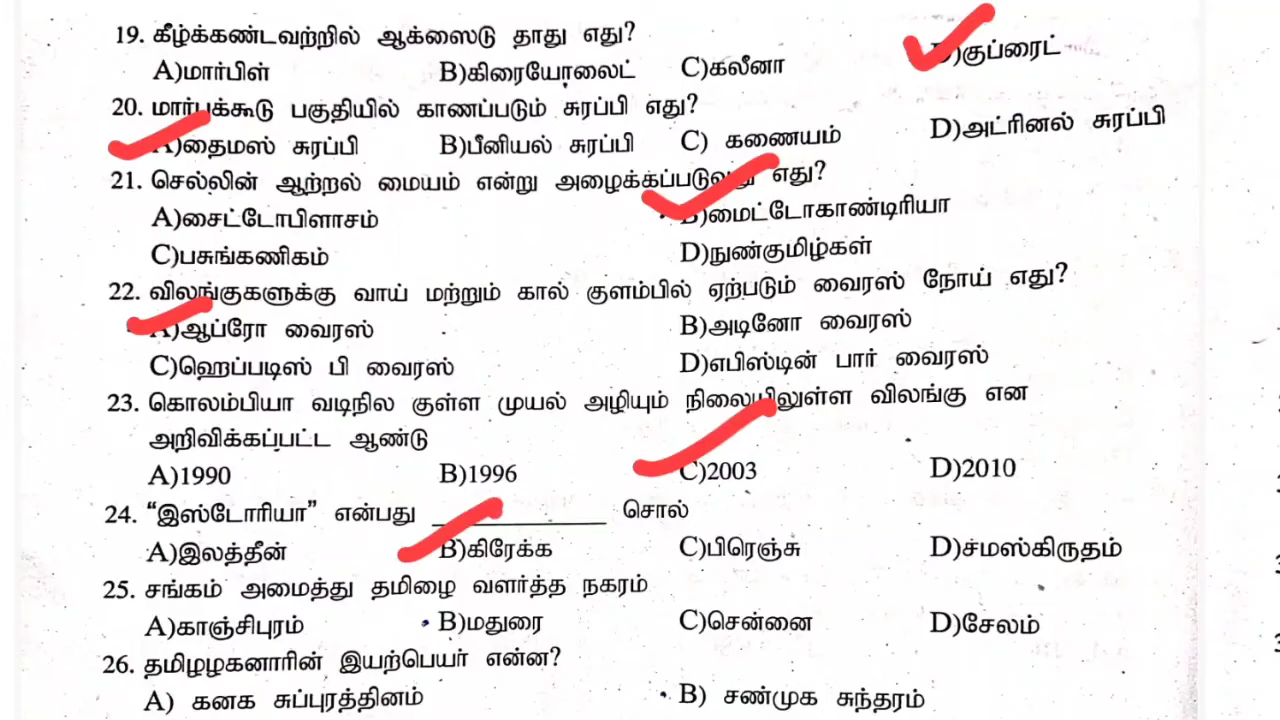 19. கீழ்க்கண்டவற்றில் ஆக்ஸைடு தாது எது?
A)மார்பிள் B)கிரையோலைட் C)கலீனா D)குப்ரைட்
20. மார்புக்கூடு பகுதியில் காணப்படும் சுரப்பி எது?
A)தைமஸ் சுரப்பி B)பீனியல் சுரப்பி C) கணையம் D)அட்ரினல் சுரப்பி
21. செல்லின் ஆற்றல் மையம் என்று அழைக்கப்படுவது எது?
A)சைட்டோபிளாசம் B)மைட்டோகாண்டிரியா
C)பசுங்கணிகம் D)நுண்குமிழ்கள்
22. விலங்குகளுக்கு வாய் மற்றும் கால் குளம்பில் ஏற்படும் வைரஸ் நோய் எது?
A)ஆப்ரோ வைரஸ் B)அடினோ வைரஸ்
C)ஹெப்படிஸ் பி வைரஸ் D)எபிஸ்டின் பார் வைரஸ்
23. கொலம்பியா வடிநில குள்ள முயல் அழியும் நிலையிலுள்ள விலங்கு என
அறிவிக்கப்பட்ட ஆண்டு
A)1990 B)1996 C)2003 D)2010
24. “இஸ்டோரியா” என்பது ____________ சொல்
A)இலத்தீன் B)கிரேக்க C)பிரெஞ்சு D)சமஸ்கிருதம்
25. சங்கம் அமைத்து தமிழை வளர்த்த நகரம்
A)காஞ்சிபுரம் B)மதுரை C)சென்னை D)சேலம்
26. தமிழழகனாரின் இயற்பெயர் என்ன?
A) கனக சுப்புரத்தினம் B) சண்முக சுந்தரம்